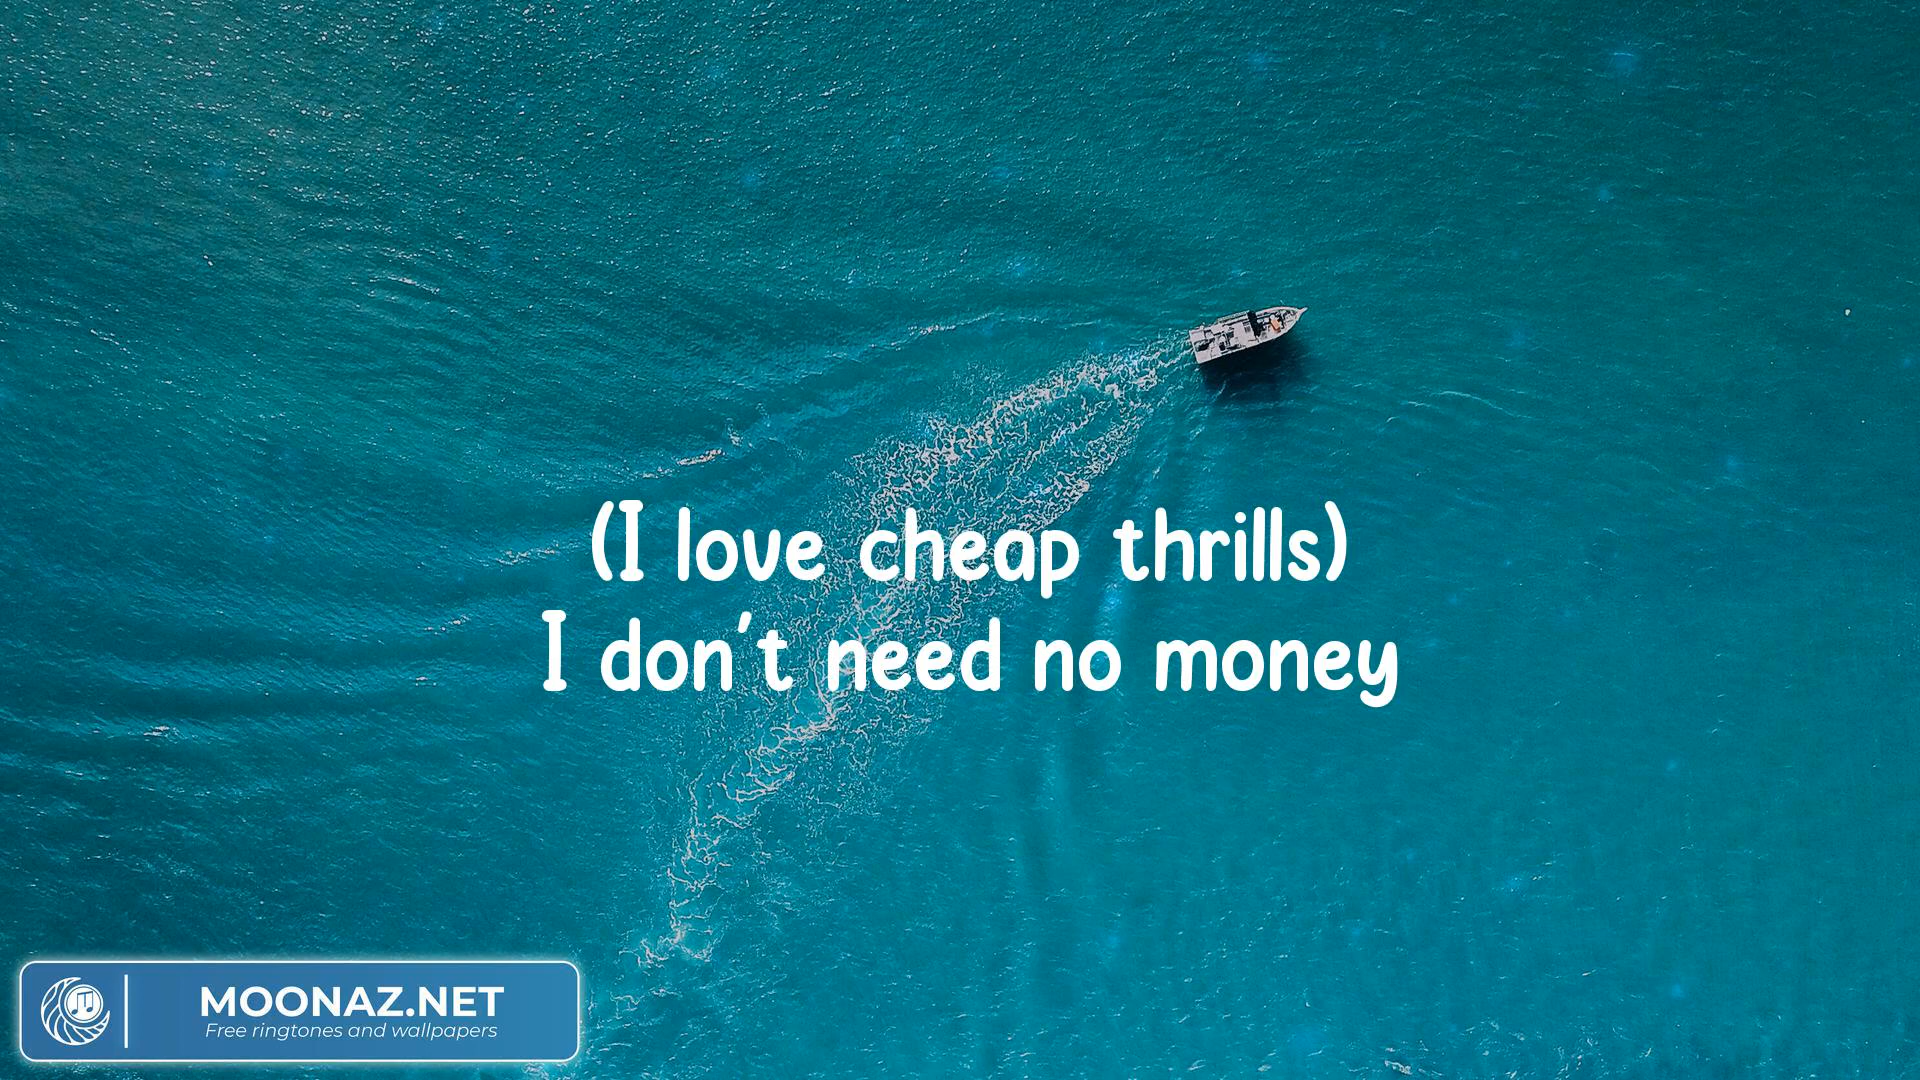 (I love cheap thrills)
I don't need no money
MOONAZ.NET
Free ringtones and wallpapers